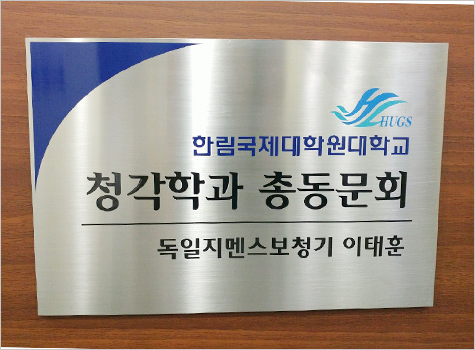 HUGS
한림국제대학원대학교
청각학과 총동문회
독일지멘스보청기 이태훈